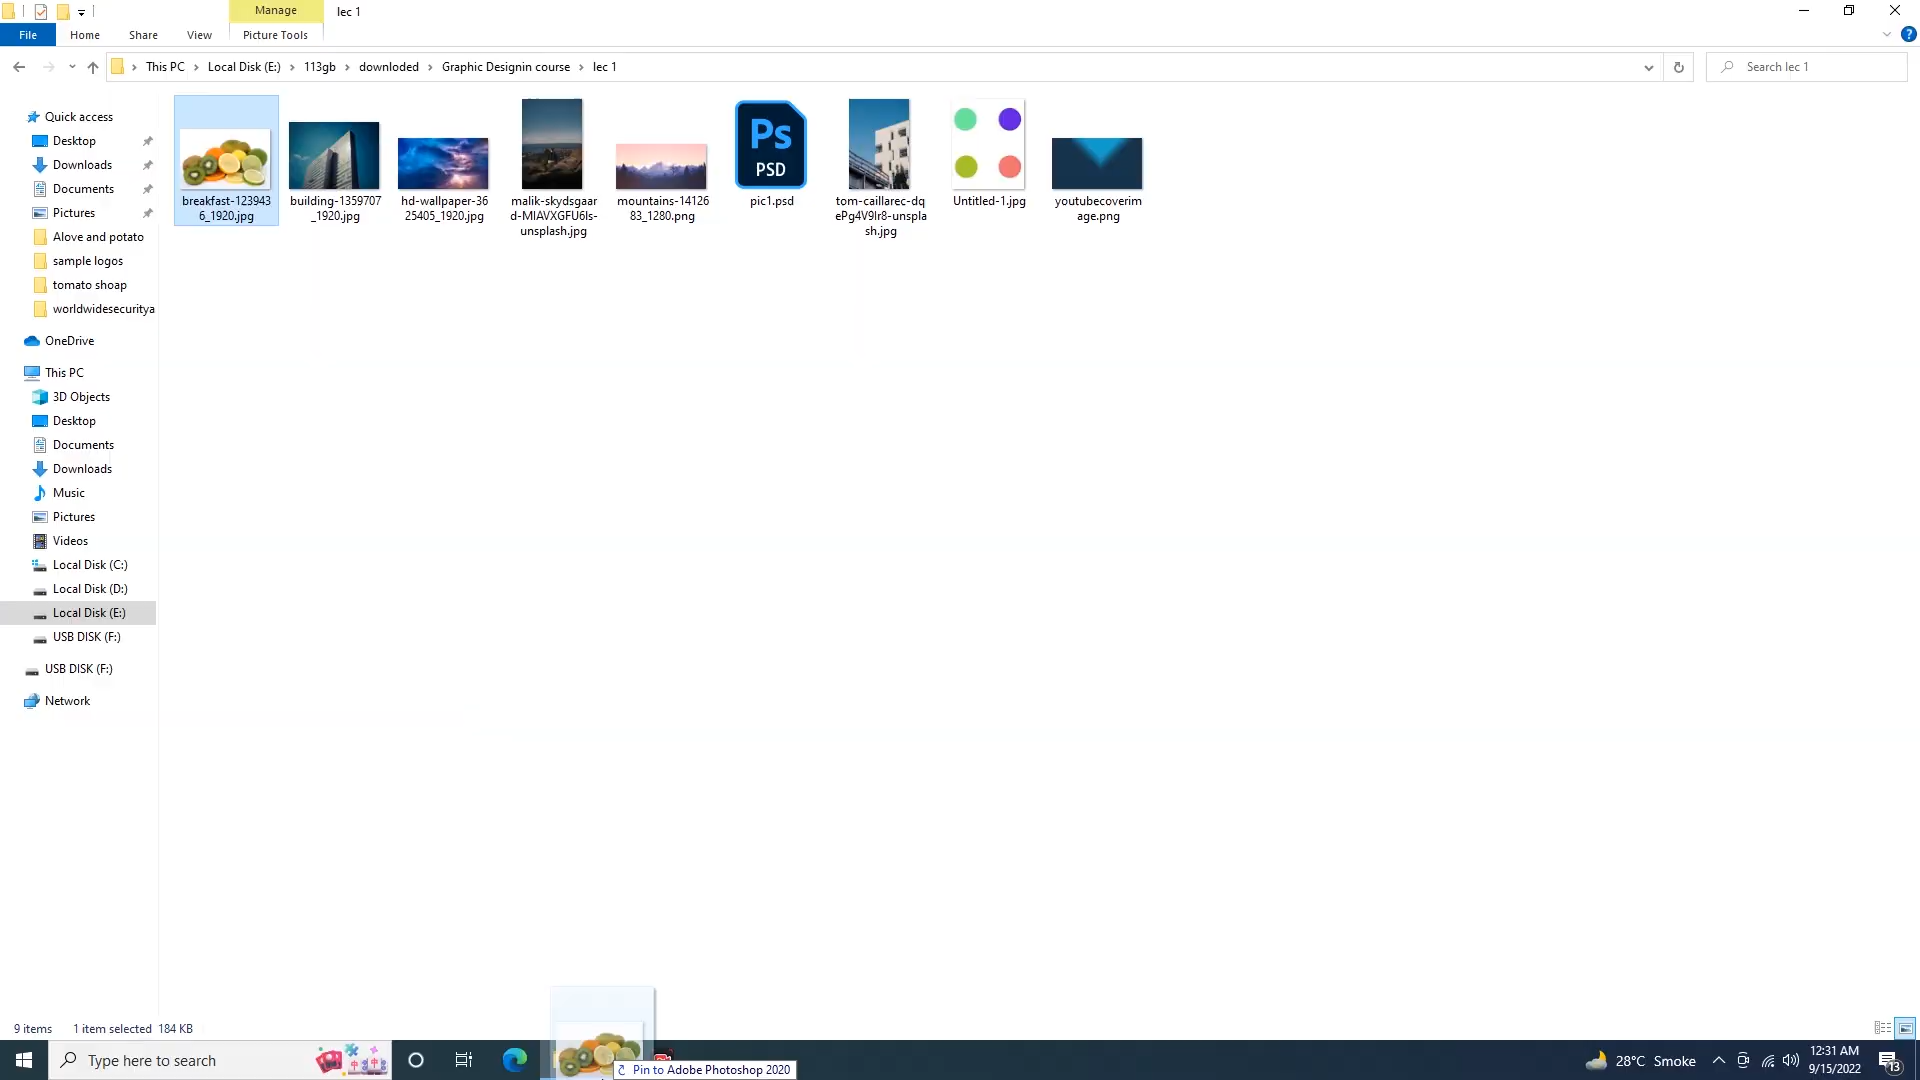 Manage
lec 1
File
Home
Share
View
Picture Tools
This PC
Local Disk (E:)
113gb
downloded
Graphic Designin course
lec 1
Search lec 1
Quick access
Desktop
Downloads
Documents
Pictures
Alove and potato
sample logos
tomato shoap
worldwidesecuritya
OneDrive
This PC
3D Objects
Desktop
Documents
Downloads
Music
Pictures
Videos
Local Disk (C:)
Local Disk (D:)
Local Disk (E:)
USB DISK (F:)
USB DISK (F:)
Network
breakfast-123943
6_1920.jpg
building-1359707
_1920.jpg
hd-wallpaper-36
25405_1920.jpg
malik-skydsgaar
d-MIAVXGFU6Is-
unsplash.jpg
mountains-14126
83_1280.png
Ps
PSD
pic1.psd
tom-caillarec-dq
ePg4V9lr8-unspla
sh.jpg
Untitled-1.jpg
youtubecoverim
age.png
9 items
1 item selected 184 KB
Type here to search
Pin to Adobe Photoshop 2020
28°C Smoke
12:31 AM
9/15/2022
13